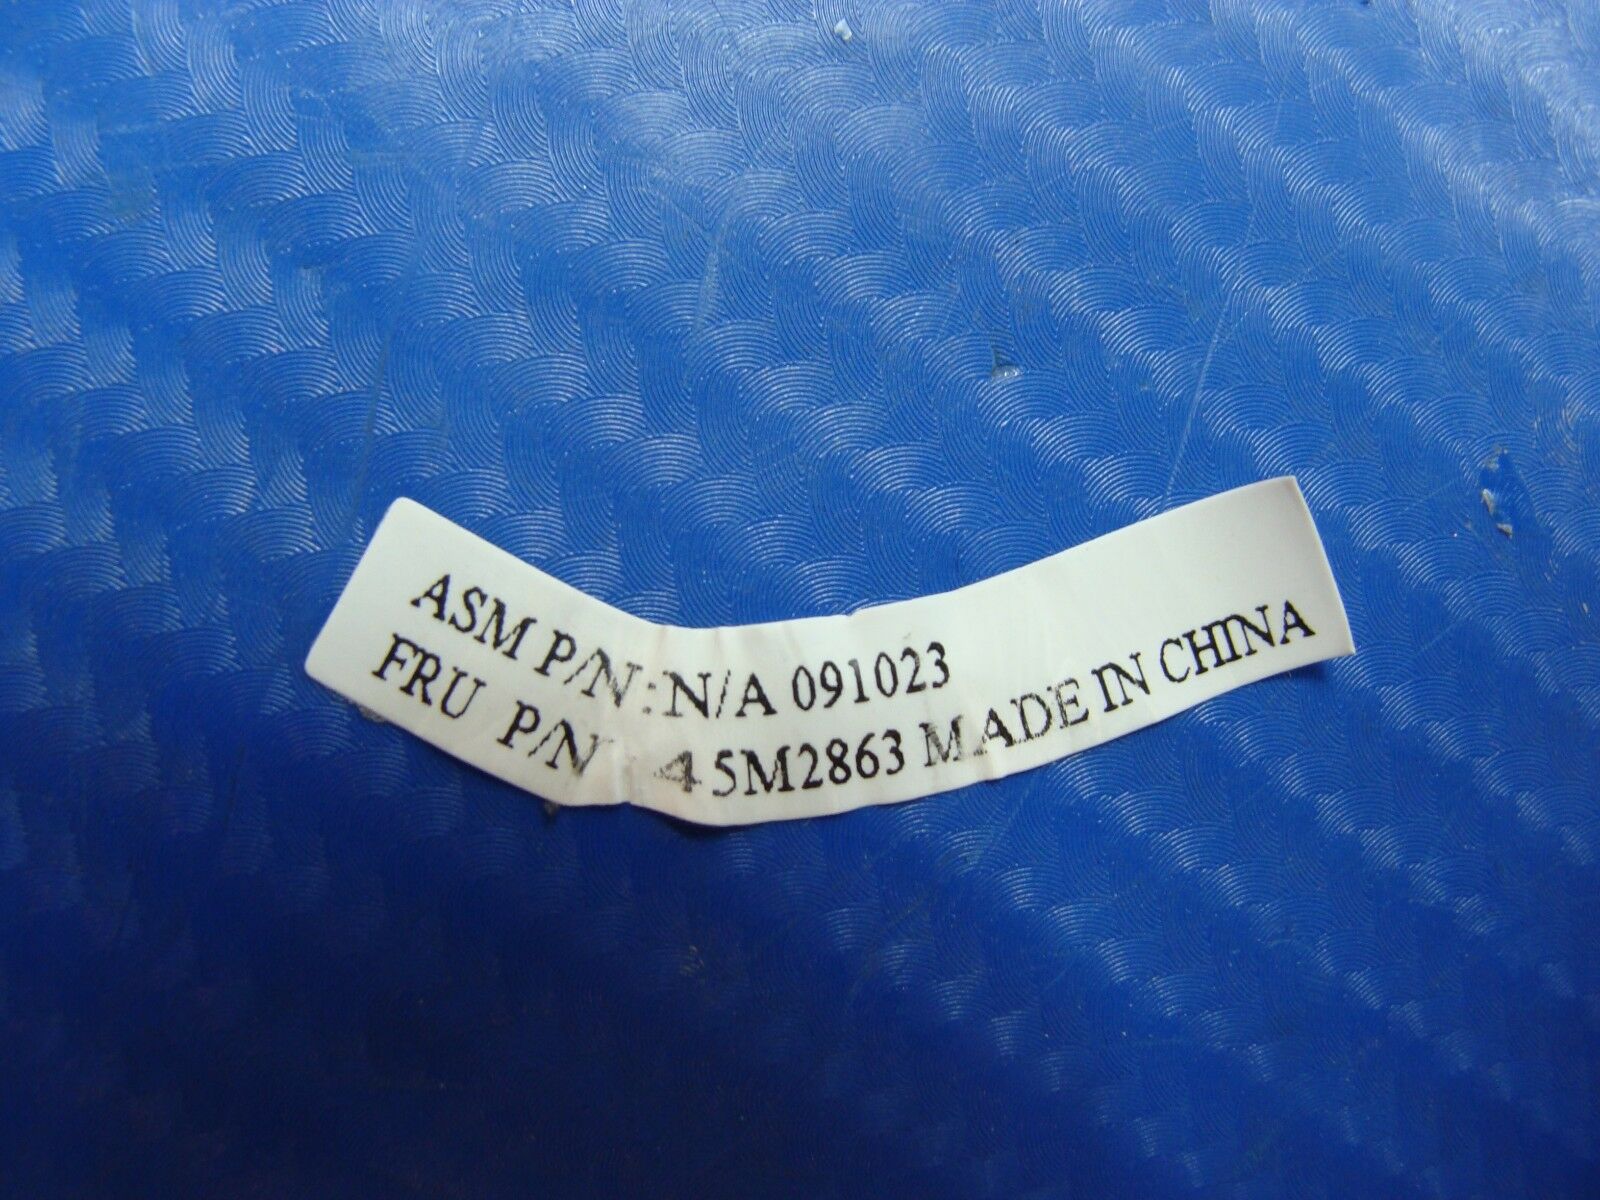 ASM P/N:N/A 091023
FRU P/N 45M2863 MADE IN CHINA